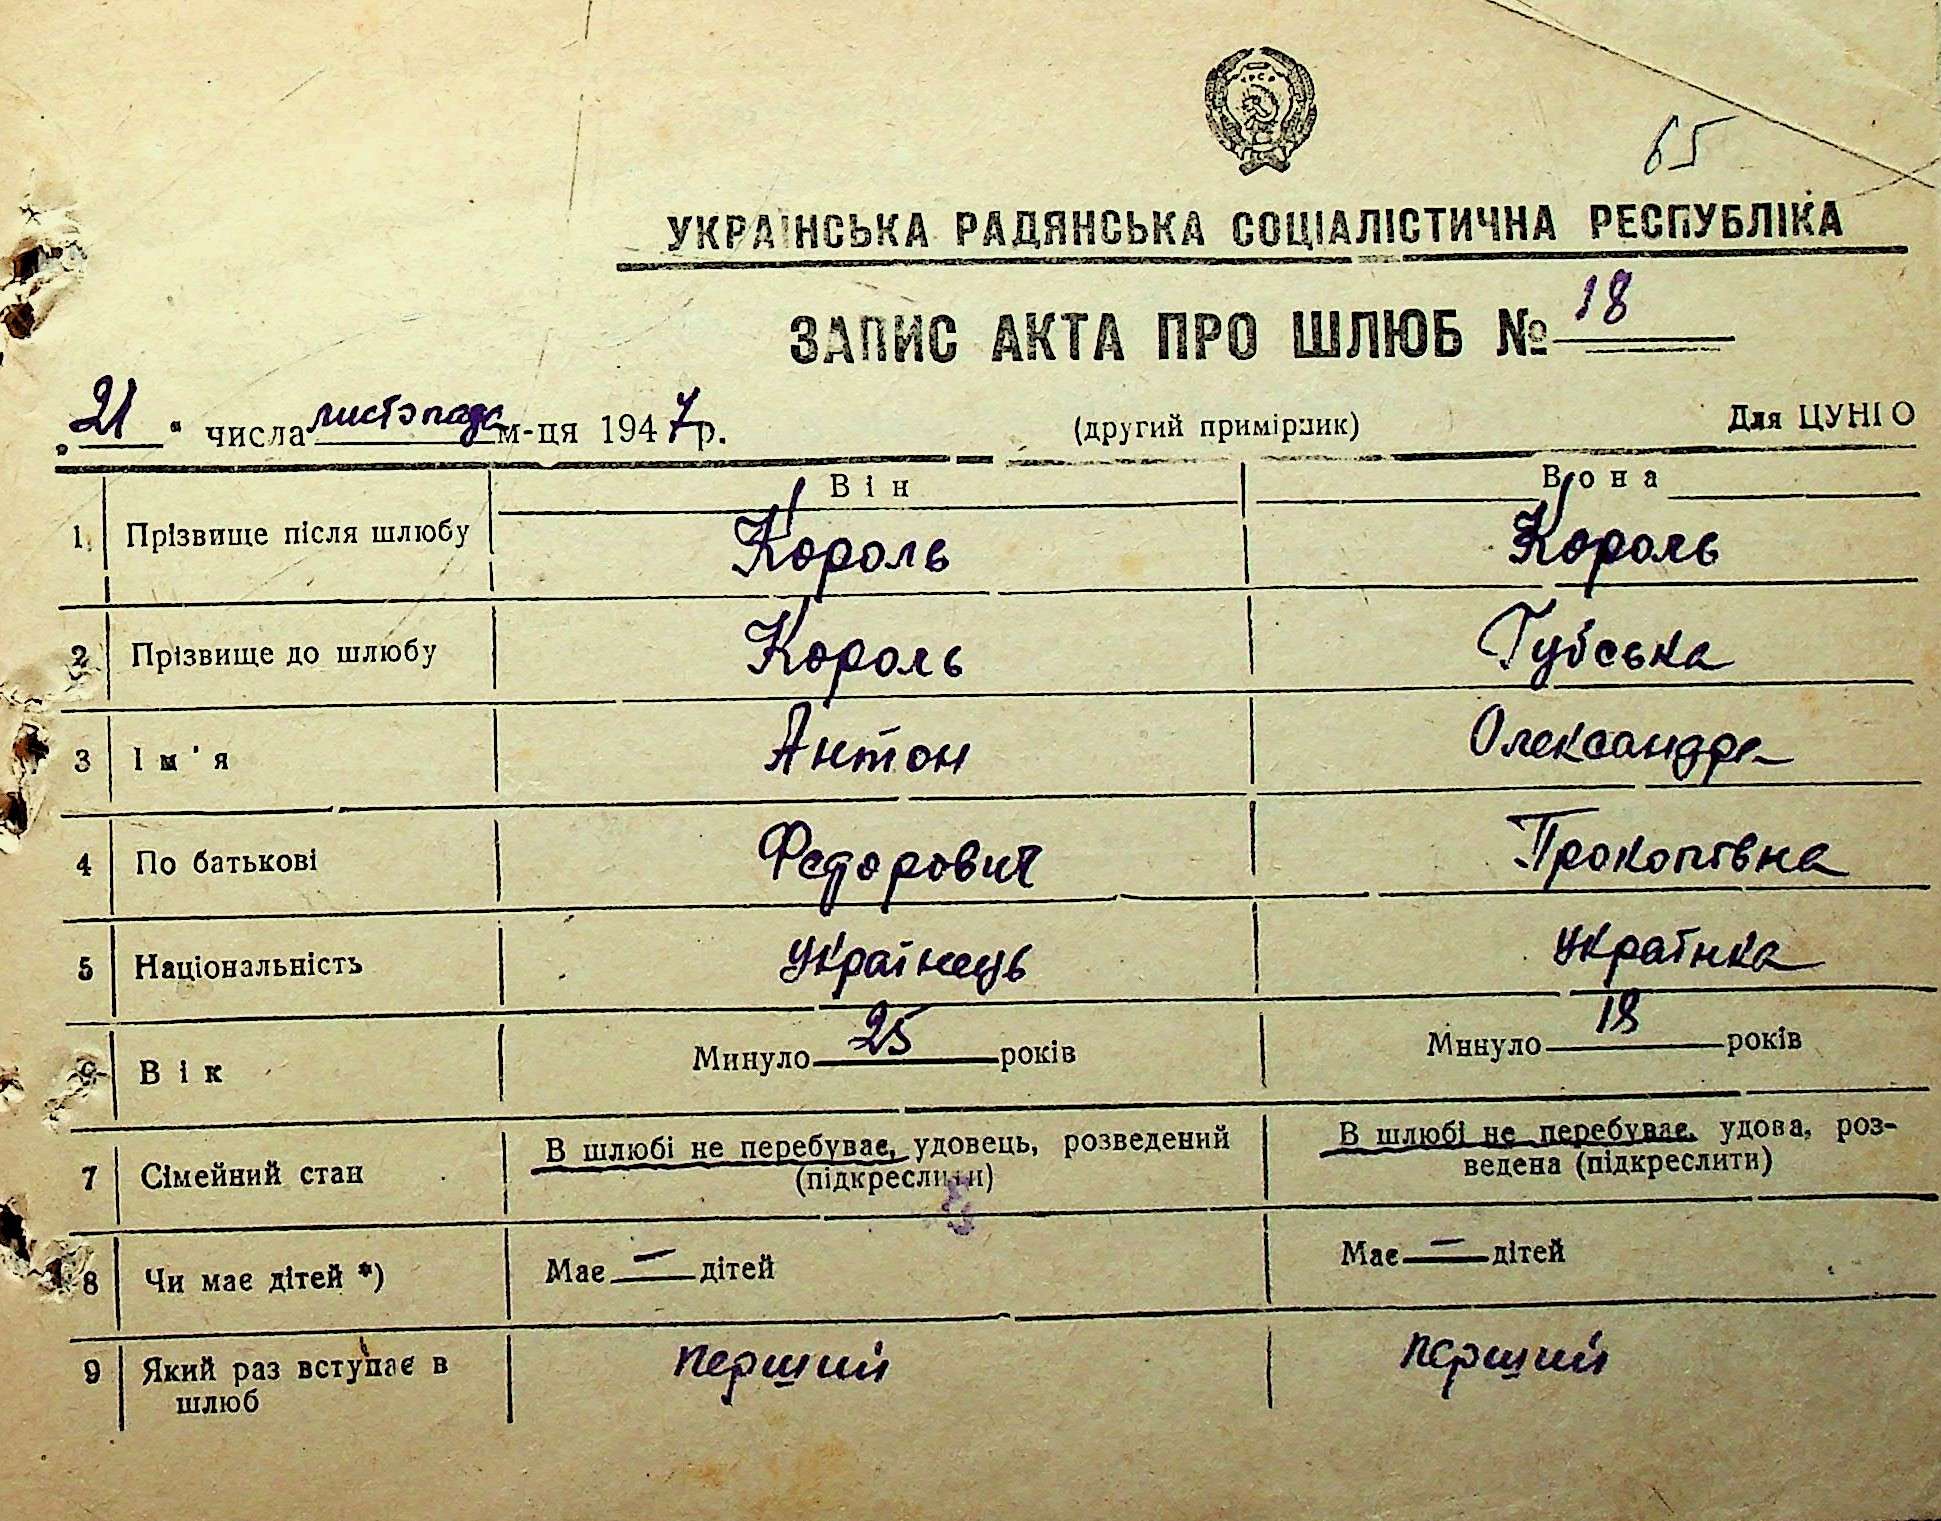 УРСР
65
УКРАЇНСЬКА РАДЯНСЬКА СОЦІАЛІСТИЧНА РЕСПУБЛІКА
ЗАПИС АКТА ПРО ШЛЮБ № 18
„21“ числа листопада м-ця 1947 р. (другий примірник) Для ЦУНГО
Він Вона
1. Прізвище після шлюбу Король Король
2 Прізвище до шлюбу Король Губська
3 Ім'я Антон Олександра
4 По батькові Федорович Прокопівна
5 Національність Українець Українка
6 Вік Минуло 25 років Минуло 18 років
7 Сімейний стан В шлюбі не перебуває, удовець, розведений В шлюбі не перебуває, удова, роз-
(підкреслити) ведена (підкреслити)
8 Чи має дітей *) Має — дітей Має — дітей
9 Який раз вступає в перший перший
шлюб